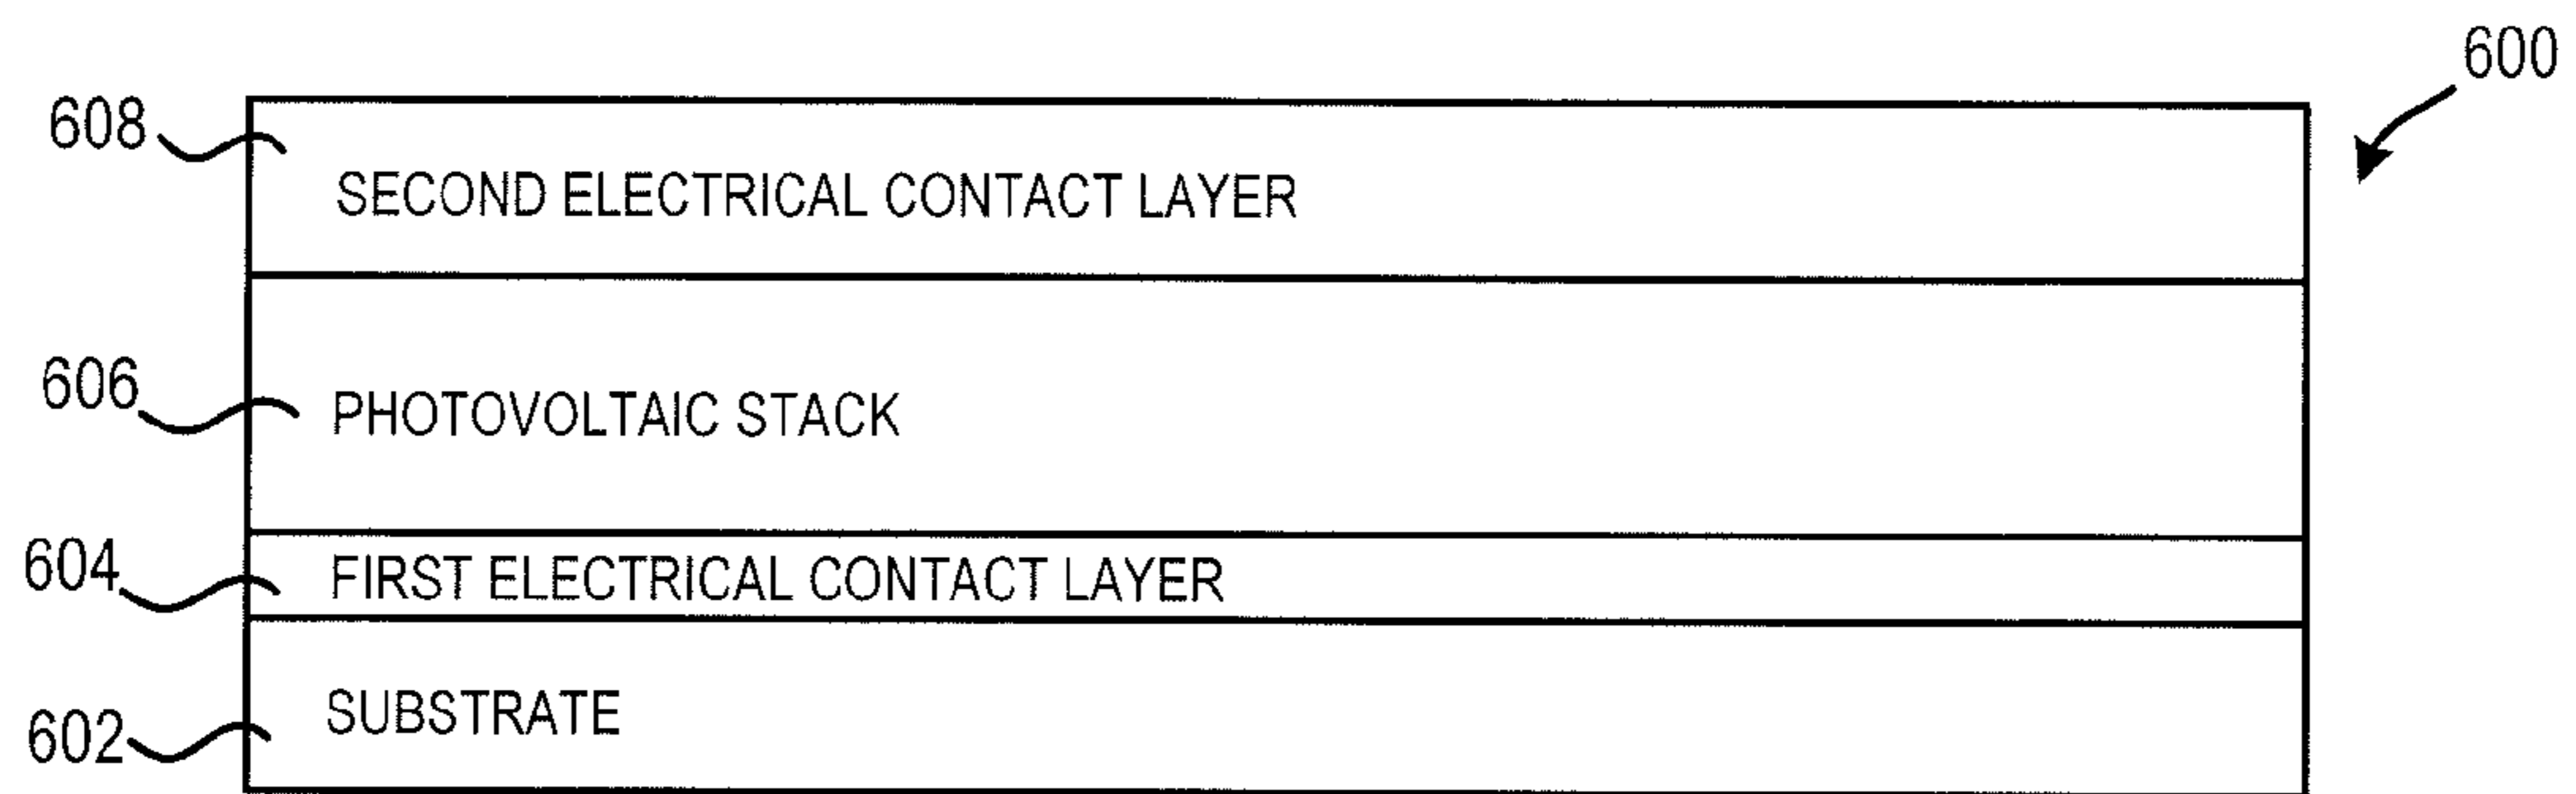 600
608
SECOND ELECTRICAL CONTACT LAYER
606
PHOTOVOLTAIC STACK
604
FIRST ELECTRICAL CONTACT LAYER
602
SUBSTRATE